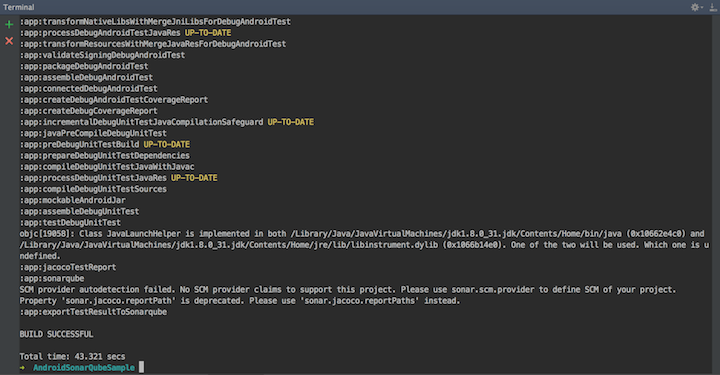 Terminal
:app:transformNativeLibsWithMergeJniLibsForDebugAndroidTest
:app:processDebugAndroidTestJavaRes UP-TO-DATE
:app:transformResourcesWithMergeJavaResForDebugAndroidTest
:app:validateSigningDebugAndroidTest
:app:packageDebugAndroidTest
:app:assembleDebugAndroidTest
:app:connectedDebugAndroidTest
:app:createDebugAndroidTestCoverageReport
:app:createDebugCoverageReport
:app:incrementalDebugUnitTestJavaCompilationSafeguard UP-TO-DATE
:app:javaPreCompileDebugUnitTest
:app:preDebugUnitTestBuild UP-TO-DATE
:app:prepareDebugUnitTestDependencies
:app:compileDebugUnitTestJavaWithJavac
:app:processDebugUnitTestJavaRes UP-TO-DATE
:app:compileDebugUnitTestSources
:app:mockableAndroidJar
:app:assembleDebugUnitTest
:app:testDebugUnitTest
objc[19058]: Class JavaLaunchHelper is implemented in both /Library/Java/JavaVirtualMachines/jdk1.8.0_31.jdk/Contents/Home/bin/java (0x10662e4c0) and
/Library/Java/JavaVirtualMachines/jdk1.8.0_31.jdk/Contents/Home/jre/lib/libinstrument.dylib (0x1066b14e0). One of the two will be used. Which one is u
ndefined.
:app:jacocoTestReport
:app:sonarqube
SCM provider autodetection failed. No SCM provider claims to support this project. Please use sonar.scm.provider to define SCM of your project.
Property 'sonar.jacoco.reportPath' is deprecated. Please use 'sonar.jacoco.reportPaths' instead.
:app:exportTestResultToSonarqube
BUILD SUCCESSFUL
Total time: 43.321 secs
➜ AndroidSonarQubeSample